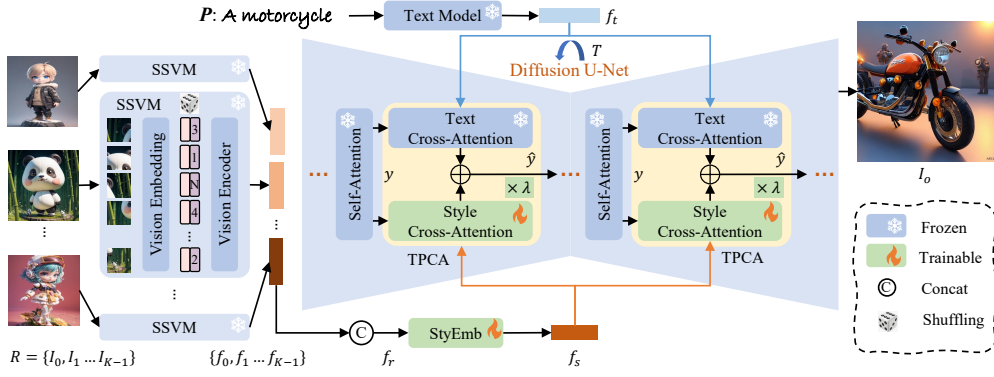 P: A motorcycle
Text Model
f_t
T
Diffusion U-Net
SSVM
SSVM
Vision Embedding
3
1
N
4
...
2
Vision Encoder
...
...
SSVM
R = {I_0, I_1 ... I_{K-1}}
{f_0, f_1 ... f_{K-1}}
...
Self-Attention
y
Text
Cross-Attention
ŷ
× λ
Style
Cross-Attention
TPCA
...
Self-Attention
y
Text
Cross-Attention
ŷ
× λ
Style
Cross-Attention
TPCA
...
C
f_r
StyEmb
f_s
I_o
Frozen
Trainable
C
Concat
Shuffling